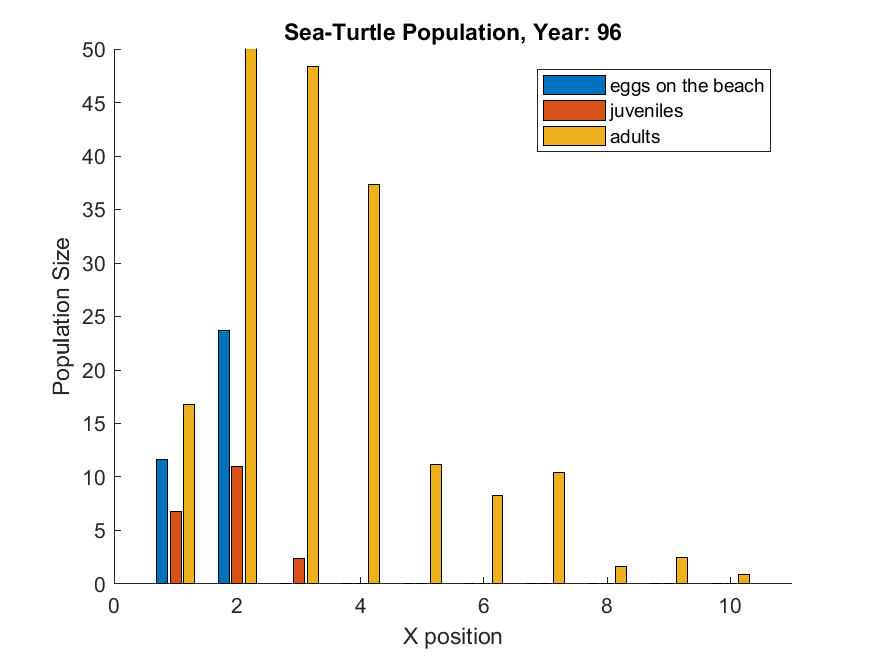 Sea-Turtle Population, Year: 96
eggs on the beach
juveniles
adults
Population Size
50
45
40
35
30
25
20
15
10
5
0
0 2 4 6 8 10
X position